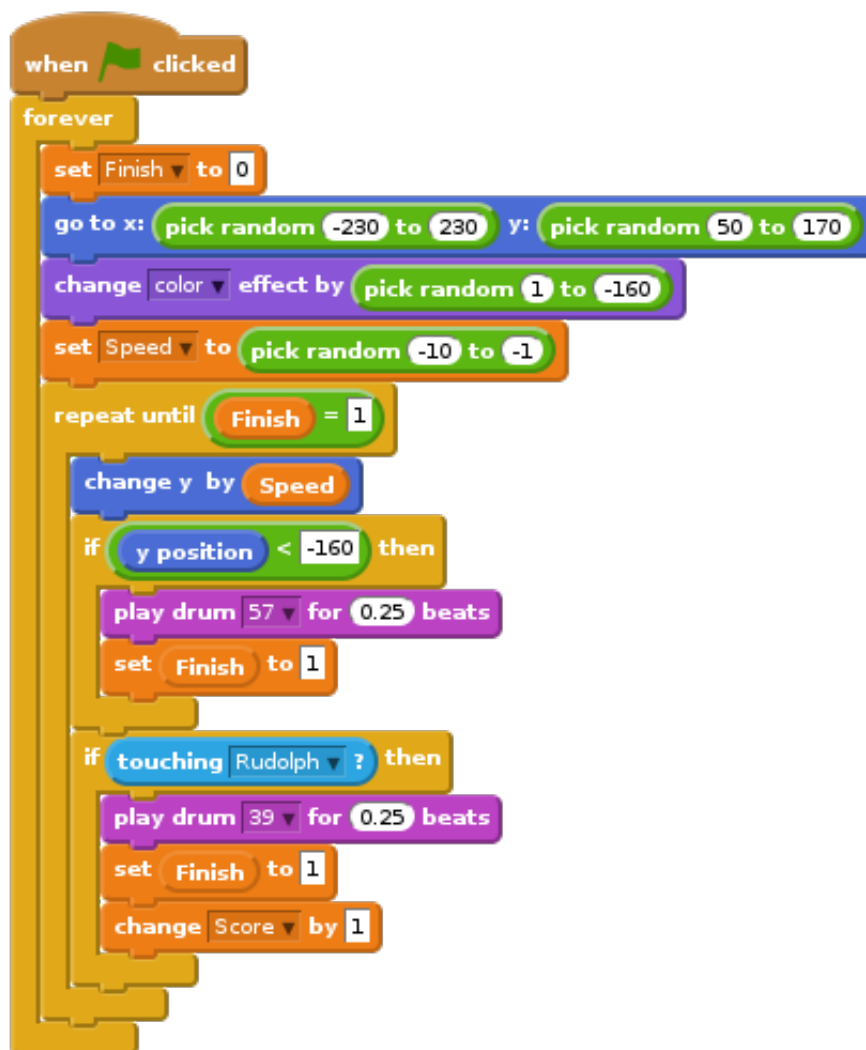 when clicked
forever
set Finish to 0
go to x: pick random -230 to 230 y: pick random 50 to 170
change color effect by pick random 1 to -160
set Speed to pick random -10 to -1
repeat until Finish = 1
change y by Speed
if y position < -160 then
play drum 57 for 0.25 beats
set Finish to 1
if touching Rudolph ? then
play drum 39 for 0.25 beats
set Finish to 1
change Score by 1